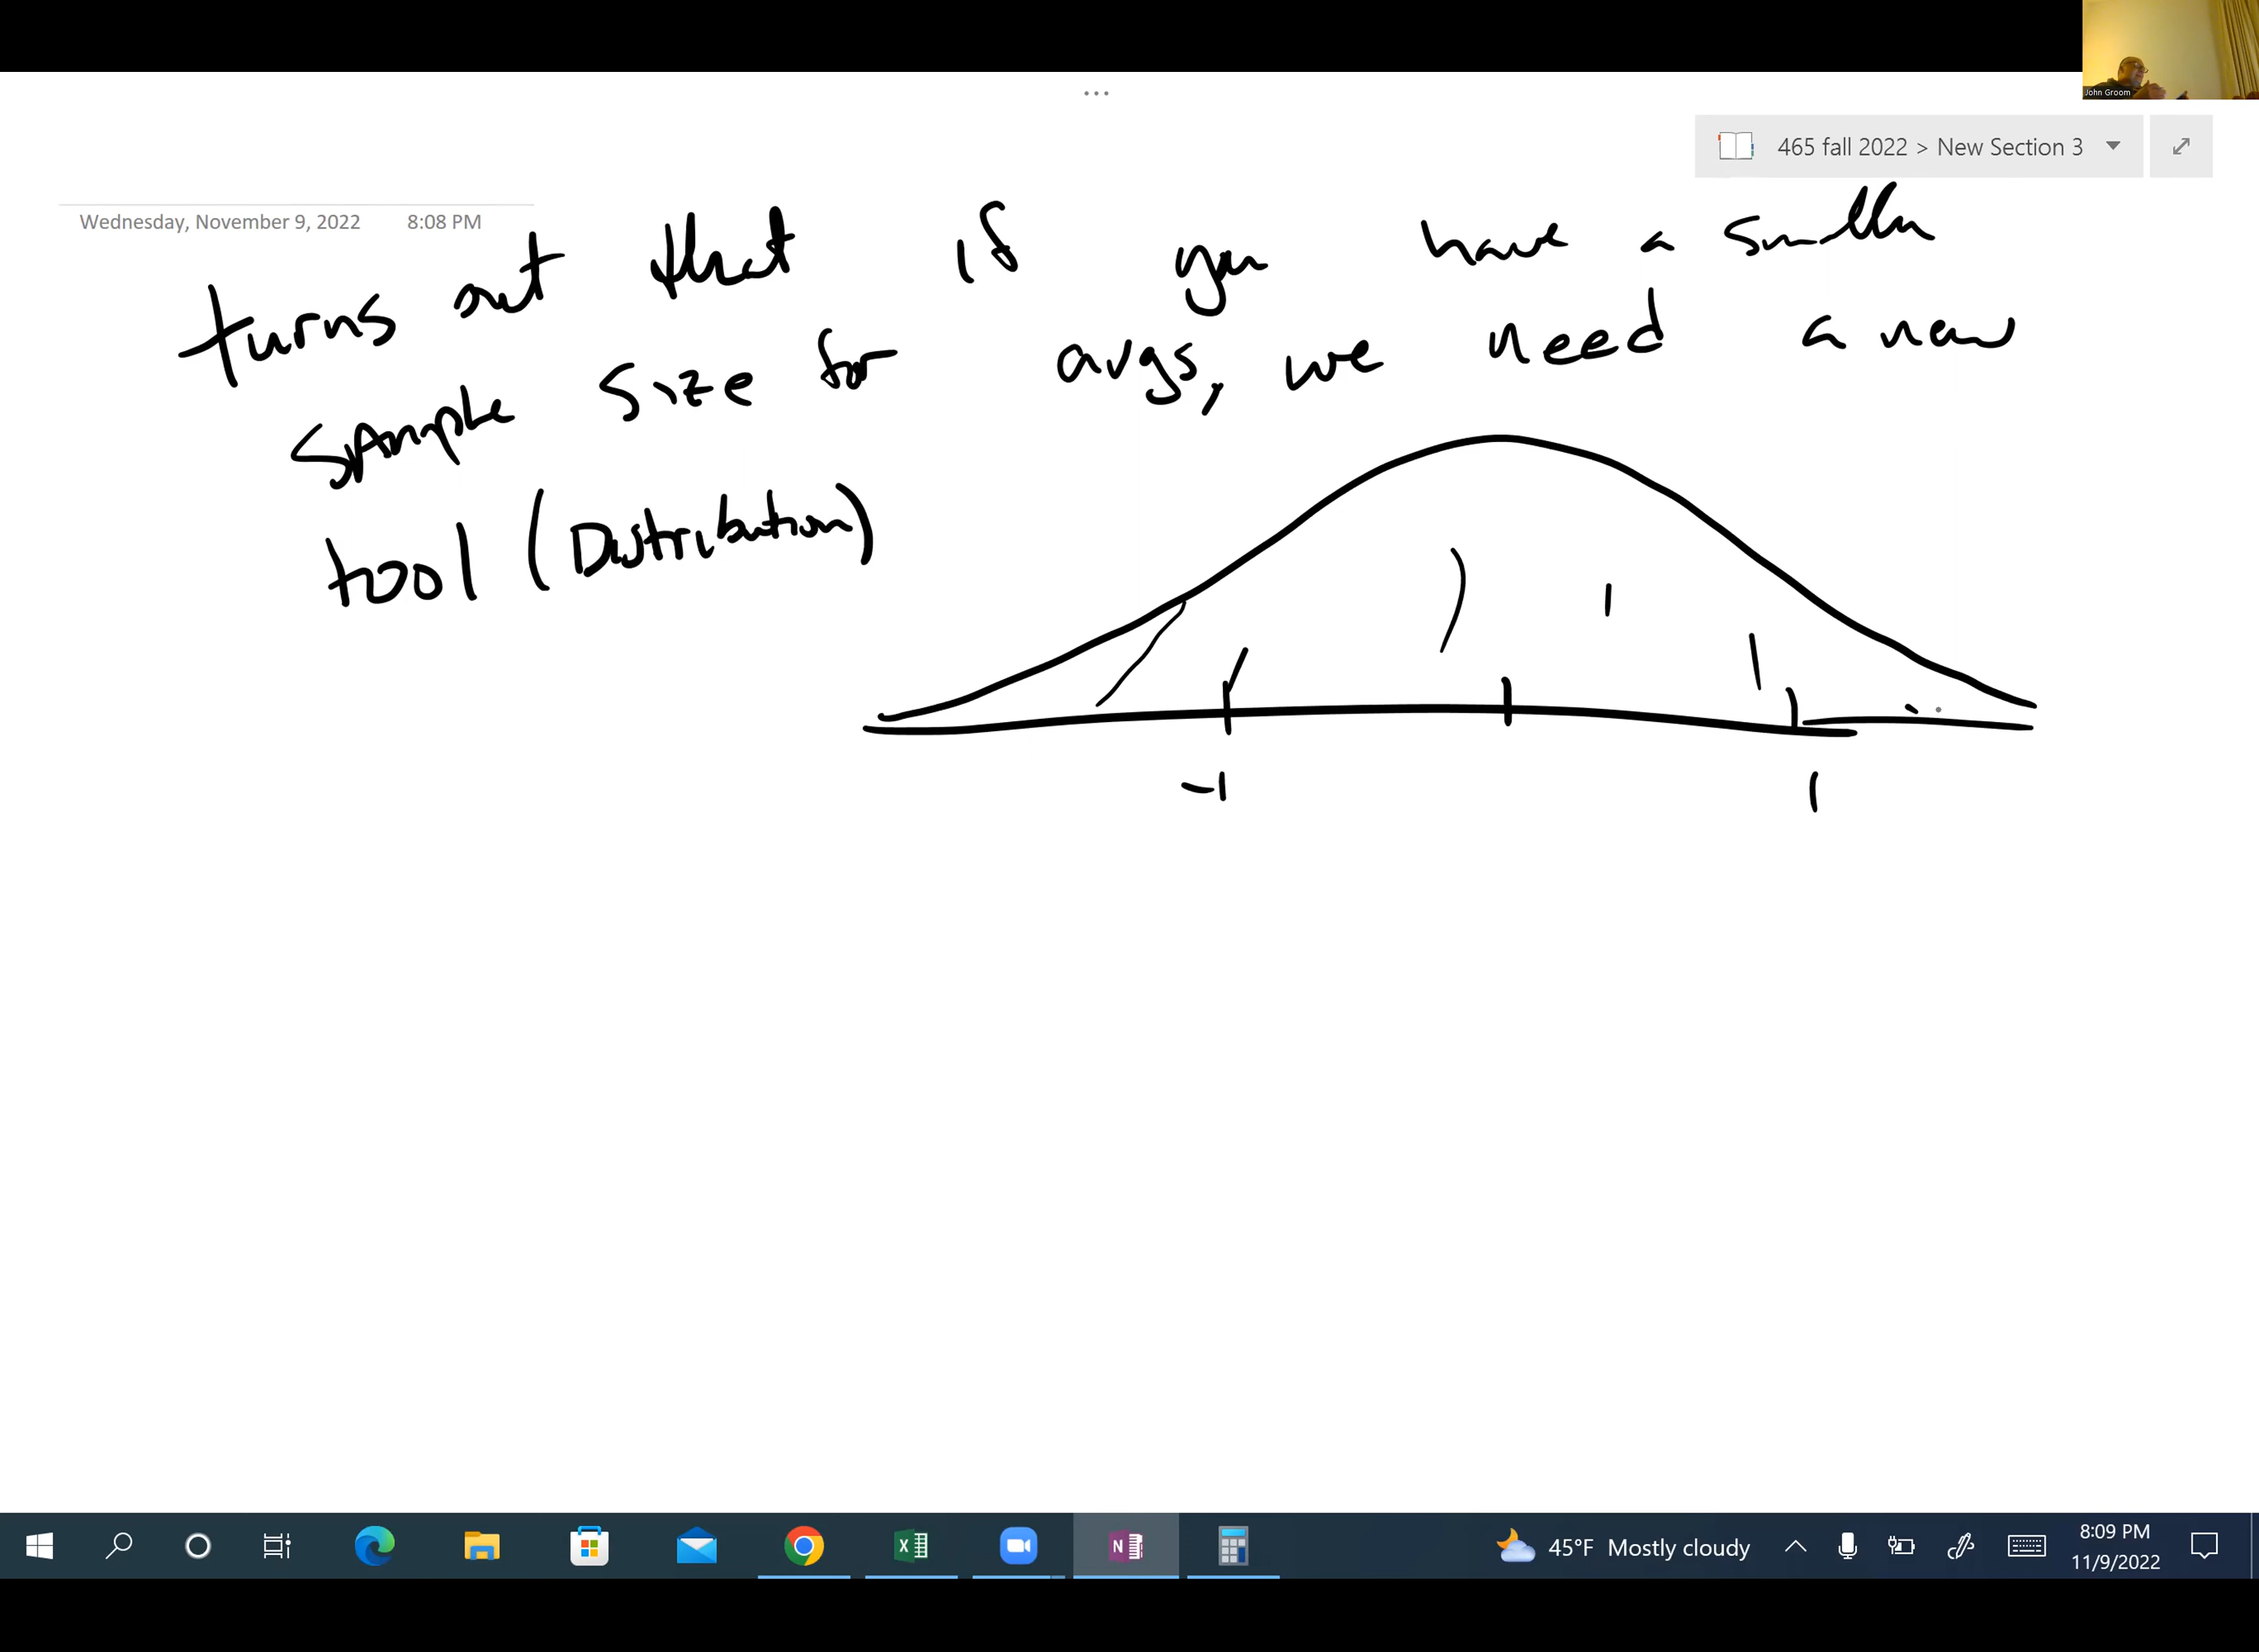 John Groom
465 fall 2022 > New Section 3
Wednesday, November 9, 2022 8:08 PM
turns out that if you have a smaller
sample size for avgs, we need a new
tool (Distribution)
-1 1
45°F Mostly cloudy
8:09 PM
11/9/2022